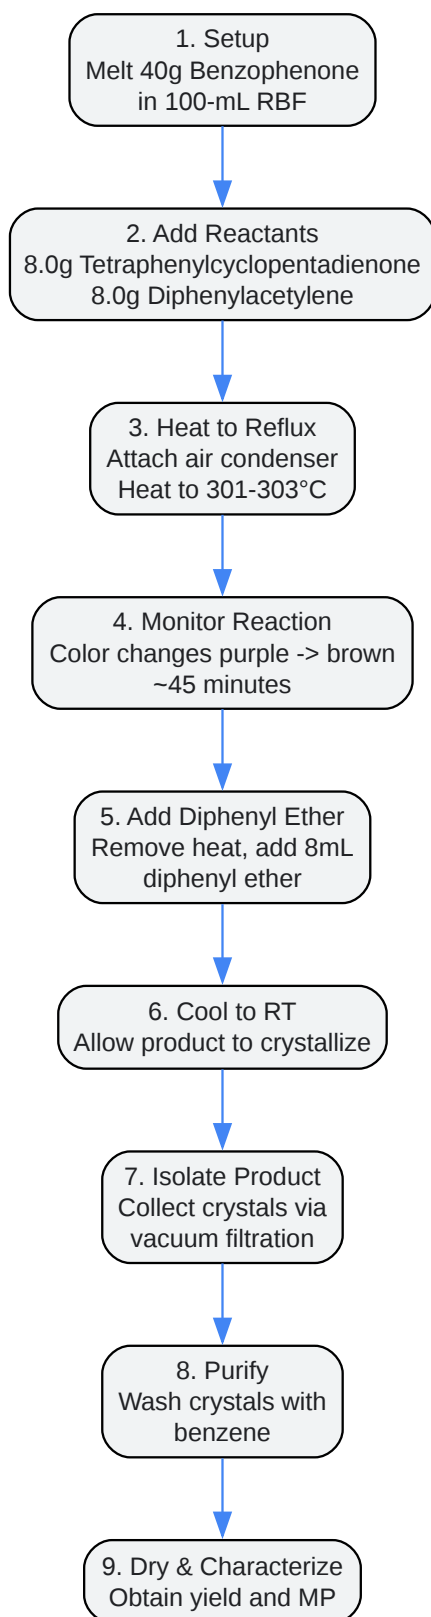 1. Setup
Melt 40g Benzophenone
in 100-mL RBF
2. Add Reactants
8.0g Tetraphenylcyclopentadienone
8.0g Diphenylacetylene
3. Heat to Reflux
Attach air condenser
Heat to 301-303°C
4. Monitor Reaction
Color changes purple -> brown
~45 minutes
5. Add Diphenyl Ether
Remove heat, add 8mL
diphenyl ether
6. Cool to RT
Allow product to crystallize
7. Isolate Product
Collect crystals via
vacuum filtration
8. Purify
Wash crystals with
benzene
9. Dry & Characterize
Obtain yield and MP